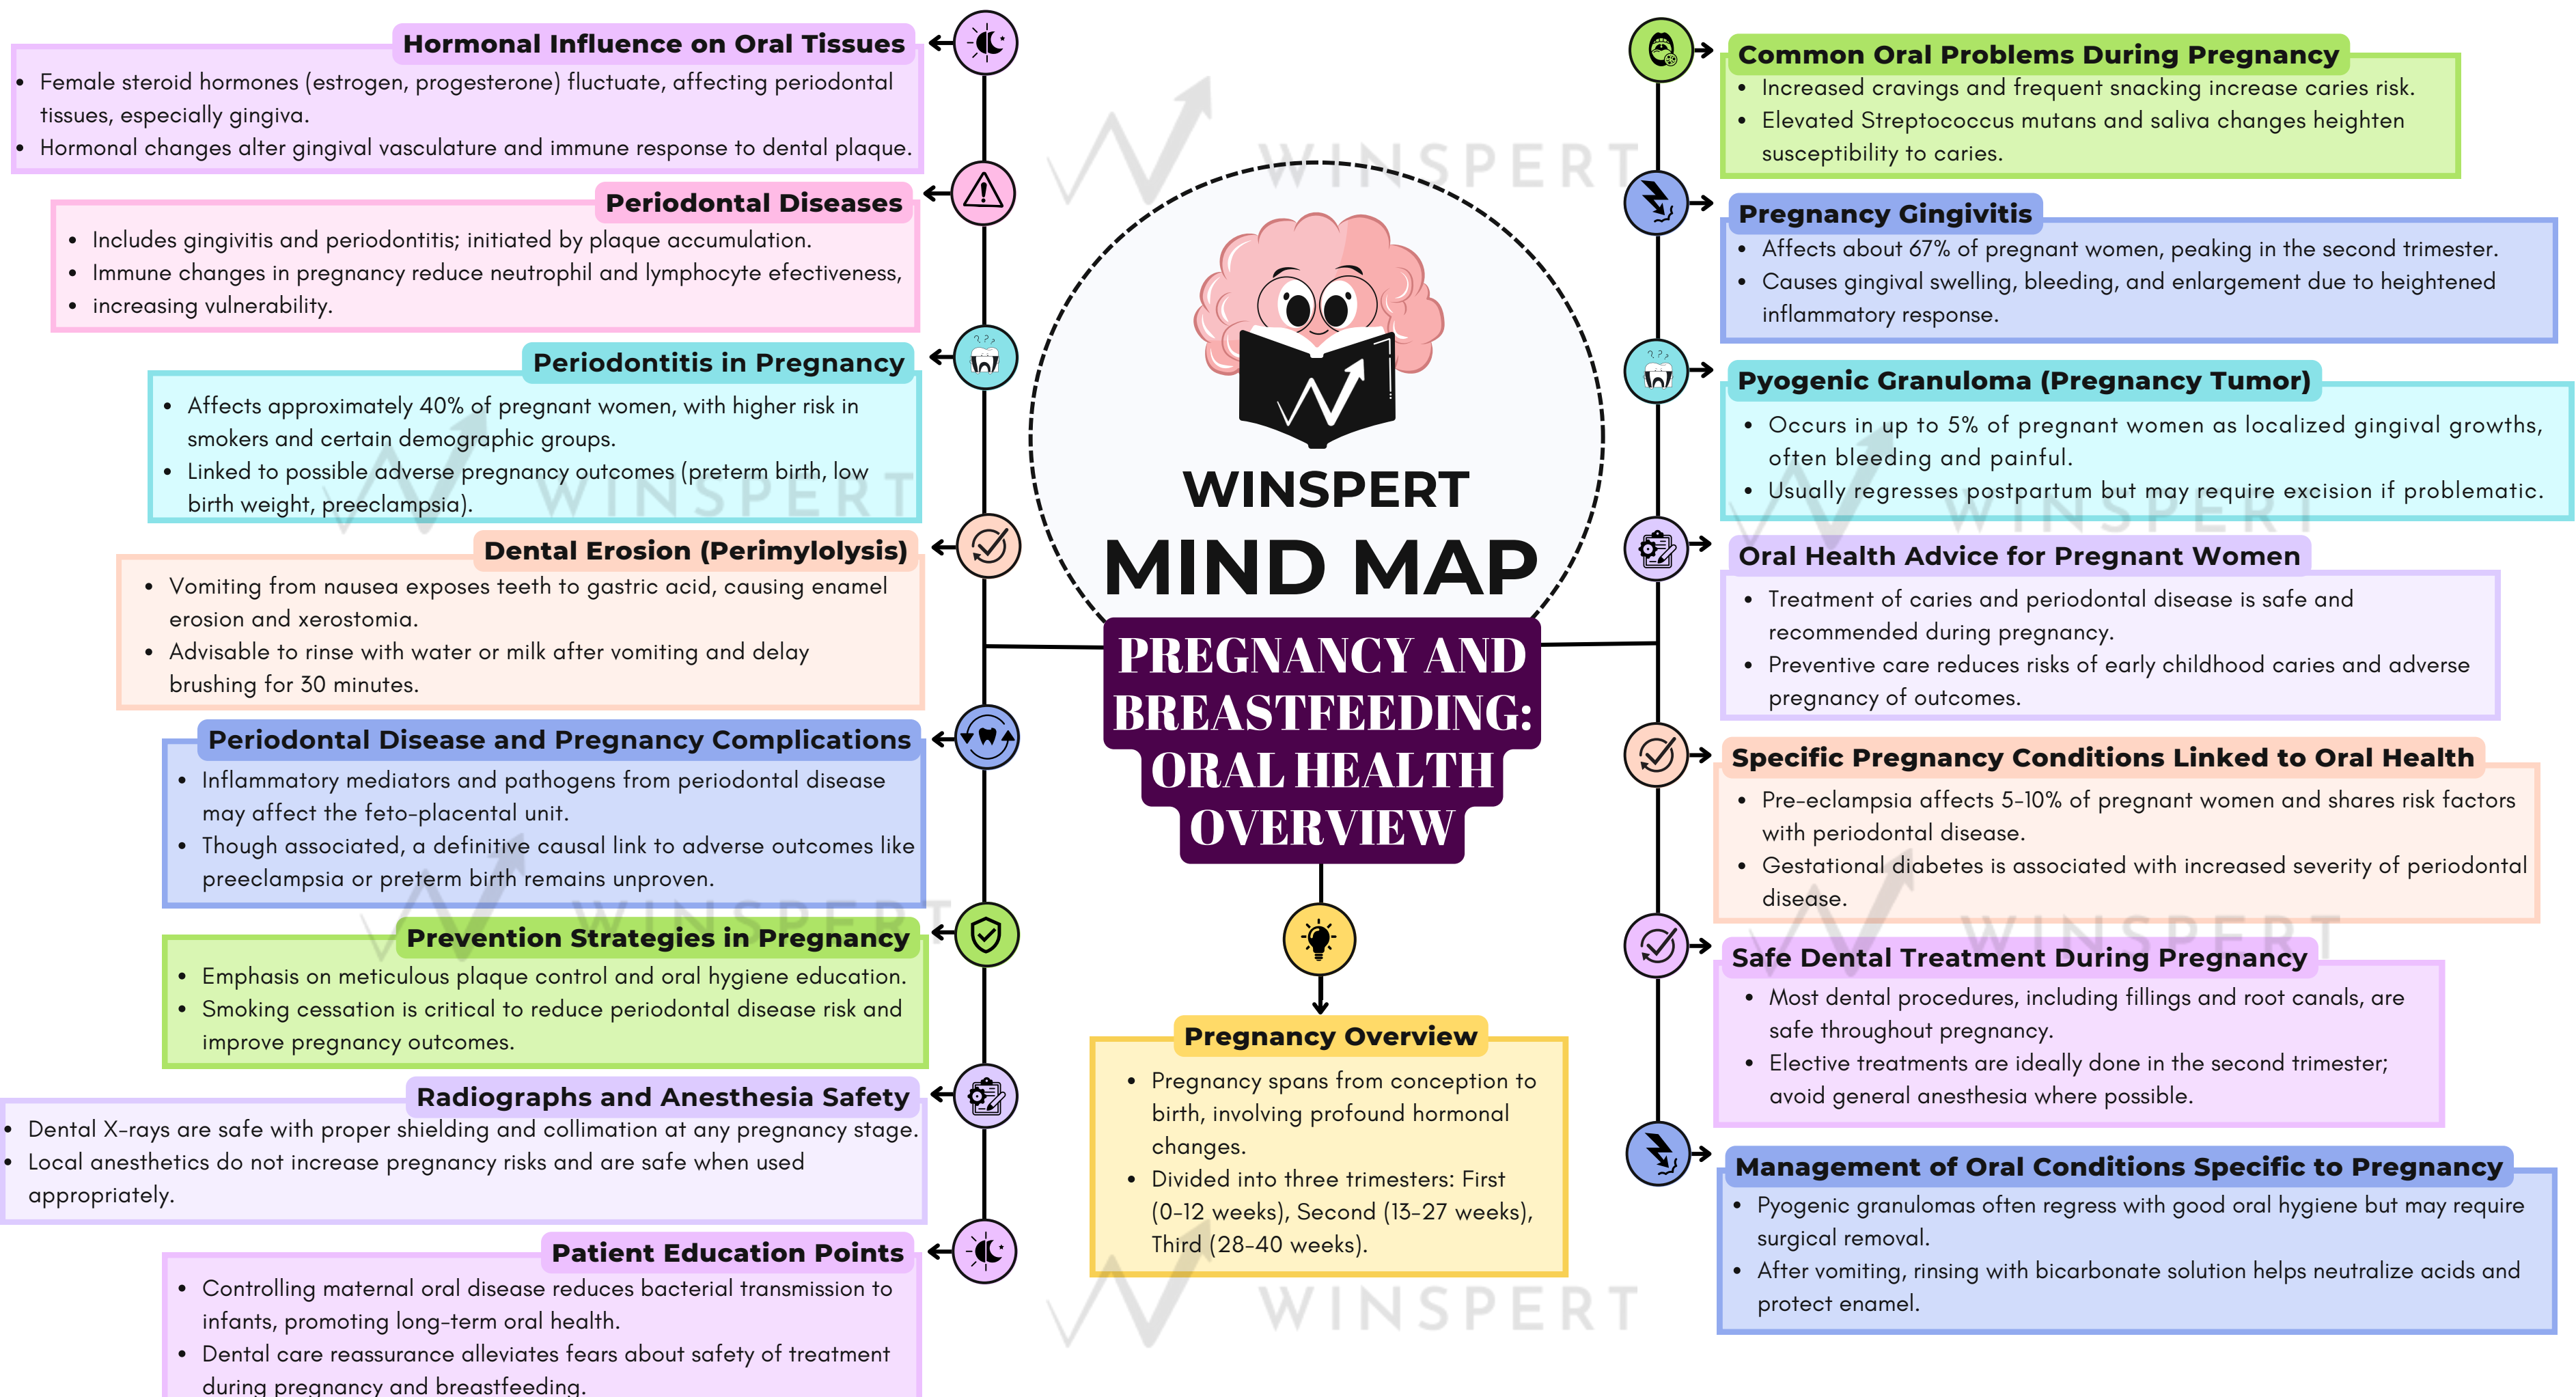 Hormonal Influence on Oral Tissues
• Female steroid hormones (estrogen, progesterone) fluctuate, affecting periodontal
tissues, especially gingiva.
• Hormonal changes alter gingival vasculature and immune response to dental plaque.
Periodontal Diseases
• Includes gingivitis and periodontitis; initiated by plaque accumulation.
• Immune changes in pregnancy reduce neutrophil and lymphocyte efectiveness,
• increasing vulnerability.
Periodontitis in Pregnancy
• Affects approximately 40% of pregnant women, with higher risk in
smokers and certain demographic groups.
• Linked to possible adverse pregnancy outcomes (preterm birth, low
birth weight, preeclampsia).
Dental Erosion (Perimylolysis)
• Vomiting from nausea exposes teeth to gastric acid, causing enamel
erosion and xerostomia.
• Advisable to rinse with water or milk after vomiting and delay
brushing for 30 minutes.
Periodontal Disease and Pregnancy Complications
• Inflammatory mediators and pathogens from periodontal disease
may affect the feto-placental unit.
• Though associated, a definitive causal link to adverse outcomes like
preeclampsia or preterm birth remains unproven.
Prevention Strategies in Pregnancy
• Emphasis on meticulous plaque control and oral hygiene education.
• Smoking cessation is critical to reduce periodontal disease risk and
improve pregnancy outcomes.
Radiographs and Anesthesia Safety
• Dental X-rays are safe with proper shielding and collimation at any pregnancy stage.
• Local anesthetics do not increase pregnancy risks and are safe when used
appropriately.
Patient Education Points
• Controlling maternal oral disease reduces bacterial transmission to
infants, promoting long-term oral health.
• Dental care reassurance alleviates fears about safety of treatment
during pregnancy and breastfeeding.
WINSPERT
WINSPERT
MIND MAP
PREGNANCY AND
BREASTFEEDING:
ORAL HEALTH
OVERVIEW
Pregnancy Overview
• Pregnancy spans from conception to
birth, involving profound hormonal
changes.
• Divided into three trimesters: First
(0-12 weeks), Second (13-27 weeks),
Third (28-40 weeks).
WINSPERT
Common Oral Problems During Pregnancy
• Increased cravings and frequent snacking increase caries risk.
• Elevated Streptococcus mutans and saliva changes heighten
susceptibility to caries.
Pregnancy Gingivitis
• Affects about 67% of pregnant women, peaking in the second trimester.
• Causes gingival swelling, bleeding, and enlargement due to heightened
inflammatory response.
Pyogenic Granuloma (Pregnancy Tumor)
• Occurs in up to 5% of pregnant women as localized gingival growths,
often bleeding and painful.
• Usually regresses postpartum but may require excision if problematic.
Oral Health Advice for Pregnant Women
• Treatment of caries and periodontal disease is safe and
recommended during pregnancy.
• Preventive care reduces risks of early childhood caries and adverse
pregnancy of outcomes.
Specific Pregnancy Conditions Linked to Oral Health
• Pre-eclampsia affects 5-10% of pregnant women and shares risk factors
with periodontal disease.
• Gestational diabetes is associated with increased severity of periodontal
disease.
Safe Dental Treatment During Pregnancy
• Most dental procedures, including fillings and root canals, are
safe throughout pregnancy.
• Elective treatments are ideally done in the second trimester;
avoid general anesthesia where possible.
Management of Oral Conditions Specific to Pregnancy
• Pyogenic granulomas often regress with good oral hygiene but may require
surgical removal.
• After vomiting, rinsing with bicarbonate solution helps neutralize acids and
protect enamel.
WINSPERT
WINSPERT
WINSPERT
WINSPERT